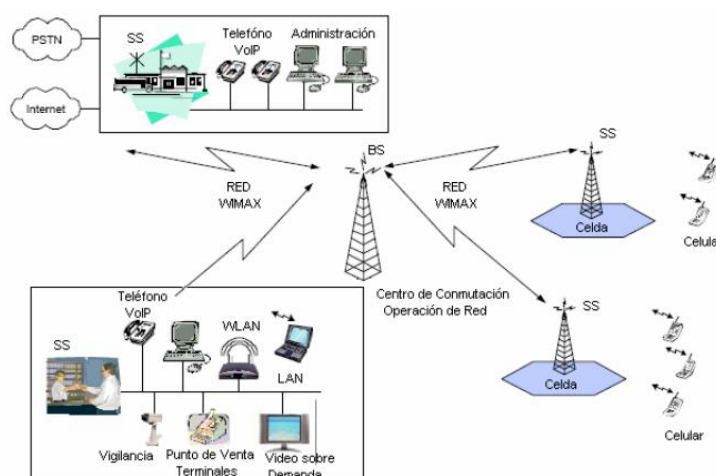 PSTN
Internet
SS
Telefóno
VoIP
Administración
RED
WIMAX
BS
RED
WIMAX
SS
Celda
Celula
Centro de Conmutación
Operación de Red
SS
Celda
Celular
Teléfono
VoIP
SS
WLAN
LAN
Vigilancia
Punto de Venta
Terminales
Video sobre
Demanda